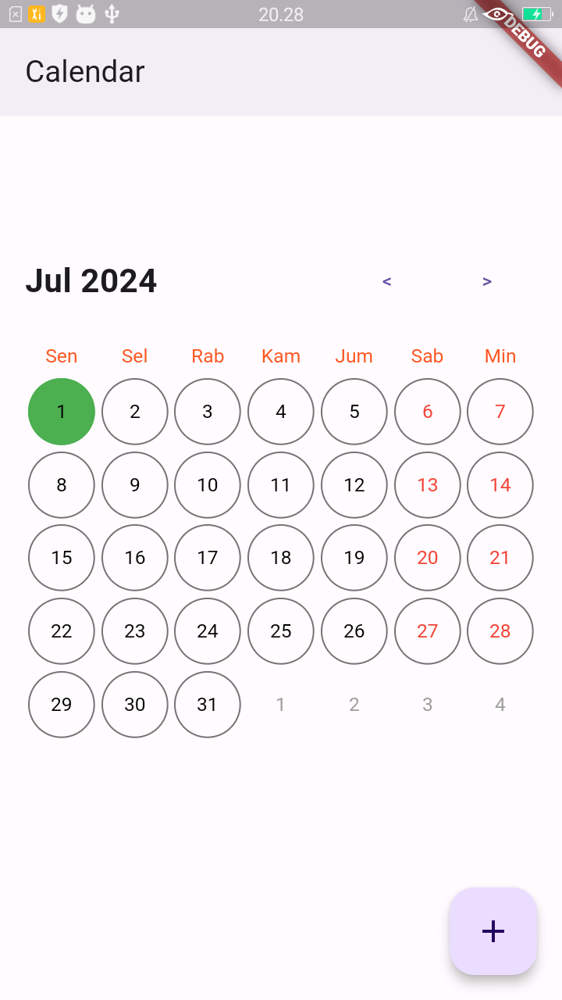 20.28
DEBUG
Calendar
Jul 2024 < >
Sen Sel Rab Kam Jum Sab Min
1 2 3 4 5 6 7
8 9 10 11 12 13 14
15 16 17 18 19 20 21
22 23 24 25 26 27 28
29 30 31 1 2 3 4
+